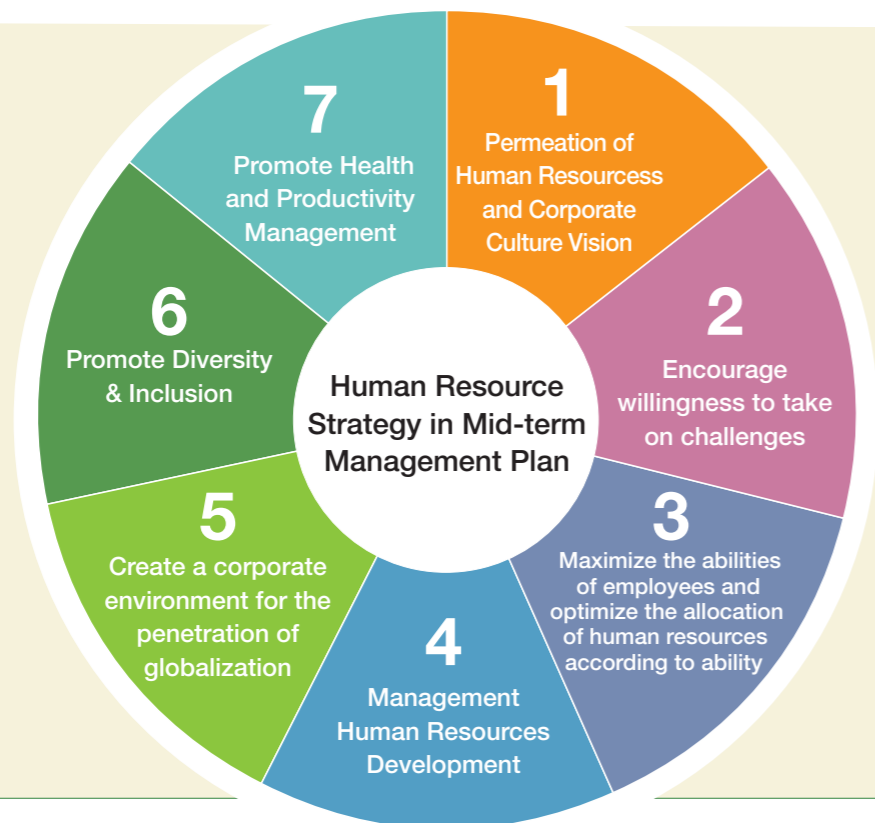 Human Resource
Strategy in Mid-term
Management Plan
1
Permeation of
Human Resourcess
and Corporate
Culture Vision
2
Encourage
willingness to take
on challenges
3
Maximize the abilities
of employees and
optimize the allocation
of human resources
according to ability
4
Management
Human Resources
Development
5
Create a corporate
environment for the
penetration of
globalization
6
Promote Diversity
& Inclusion
7
Promote Health
and Productivity
Management